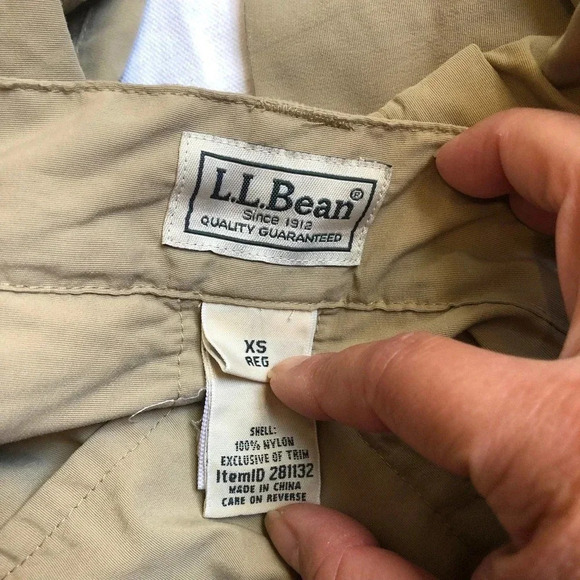 L.L.Bean®
Since 1912
QUALITY GUARANTEED
XS
REG
SHELL:
100% NYLON
EXCLUSIVE OF TRIM
ItemID 281132
MADE IN CHINA
CARE ON REVERSE